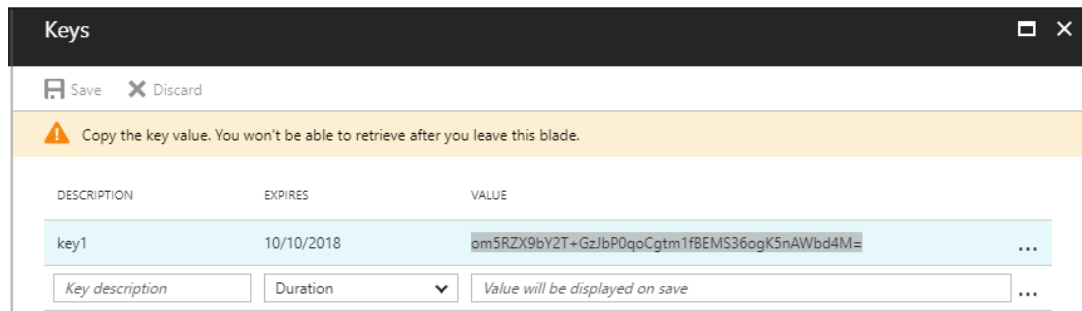 Keys
Save Discard
Copy the key value. You won't be able to retrieve after you leave this blade.
DESCRIPTION EXPIRES VALUE
key1 10/10/2018 om5RZX9bY2T+GzJbP0qoCgtm1fBEMS36ogK5nAWbd4M= ...
Key description Duration Value will be displayed on save ...